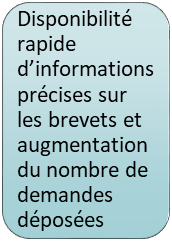 Disponibilité
rapide
d’informations
précises sur
les brevets et
augmentation
du nombre de
demandes
déposées